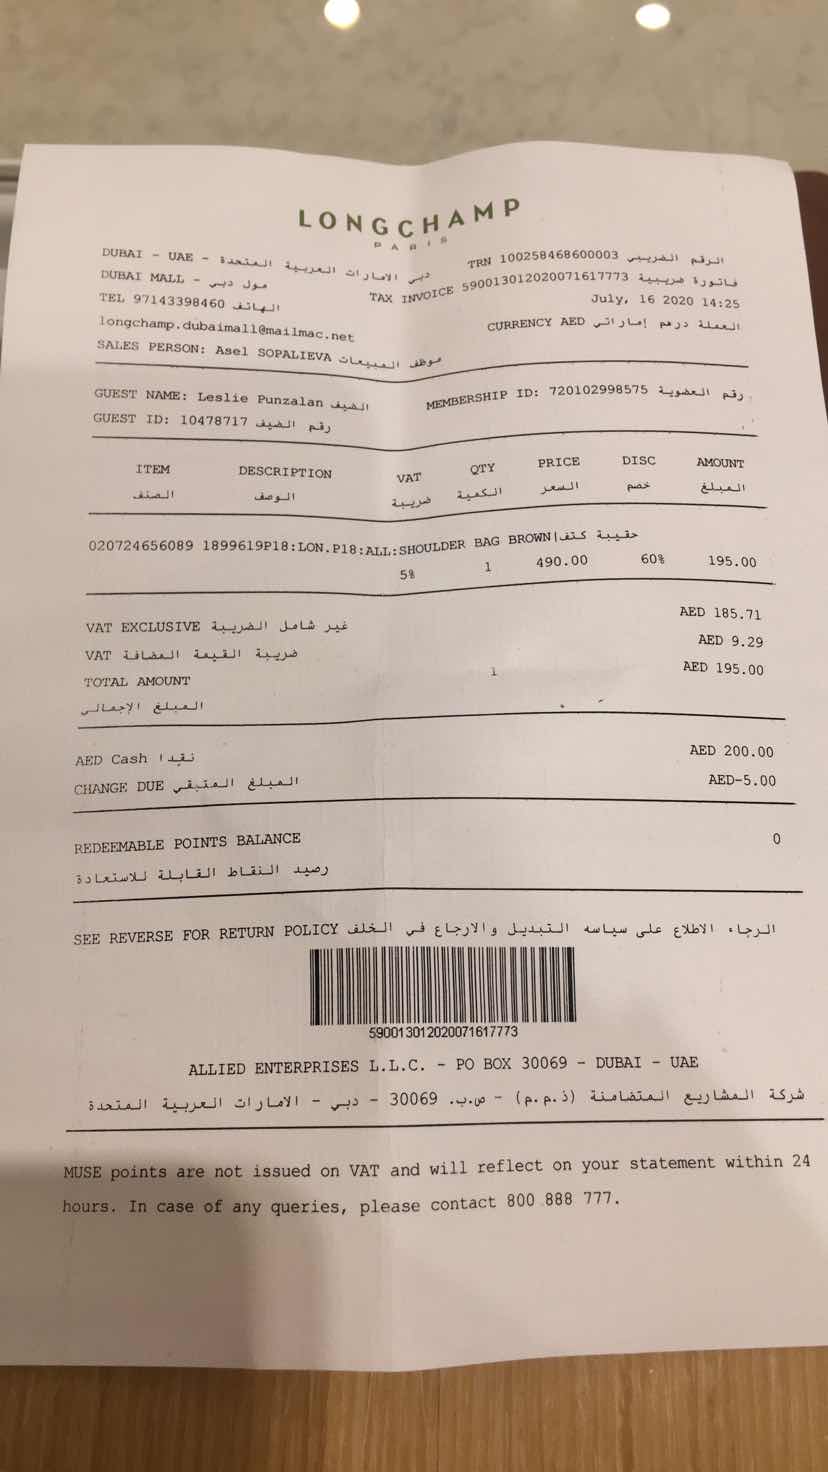 LONGCHAMP
PARIS
DUBAI - UAE - دبي الامارات العربية المتحدة
TRN 100258468600003 الرقم الضريبي
DUBAI MALL - مول دبي
TAX INVOICE 590013012020071617773 فاتورة ضريبية
TEL 97143398460 الهاتف
July, 16 2020 14:25
longchamp.dubaimall@mailmac.net
CURRENCY AED العملة درهم إماراتي
SALES PERSON: Asel SOPALIEVA موظف المبيعات
GUEST NAME: Leslie Punzalan الضيف
MEMBERSHIP ID: 720102998575 رقم العضوية
GUEST ID: 10478717 رقم الضيف
ITEM DESCRIPTION VAT QTY PRICE DISC AMOUNT
الصنف الوصف ضريبة الكمية السعر خصم المبلغ
020724656089 1899619P18:LON.P18:ALL:SHOULDER BAG BROWN|حقيبة كتف
5% 1 490.00 60% 195.00
VAT EXCLUSIVE غير شامل الضريبة AED 185.71
VAT ضريبة القيمة المضافة AED 9.29
TOTAL AMOUNT 1 AED 195.00
المبلغ الإجمالى
AED Cash نقدا AED 200.00
CHANGE DUE المبلغ المتبقي AED-5.00
REDEEMABLE POINTS BALANCE 0
رصيد النقاط القابلة للاستعادة
SEE REVERSE FOR RETURN POLICY الرجاء الاطلاع على سياسه التبديل والارجاع في الخلف
590013012020071617773
ALLIED ENTERPRISES L.L.C. - PO BOX 30069 - DUBAI - UAE
شركة المشاريع المتضامنة (ذ.م.م) - ص.ب. 30069 - دبي - الامارات العربية المتحدة
MUSE points are not issued on VAT and will reflect on your statement within 24
hours. In case of any queries, please contact 800 888 777.